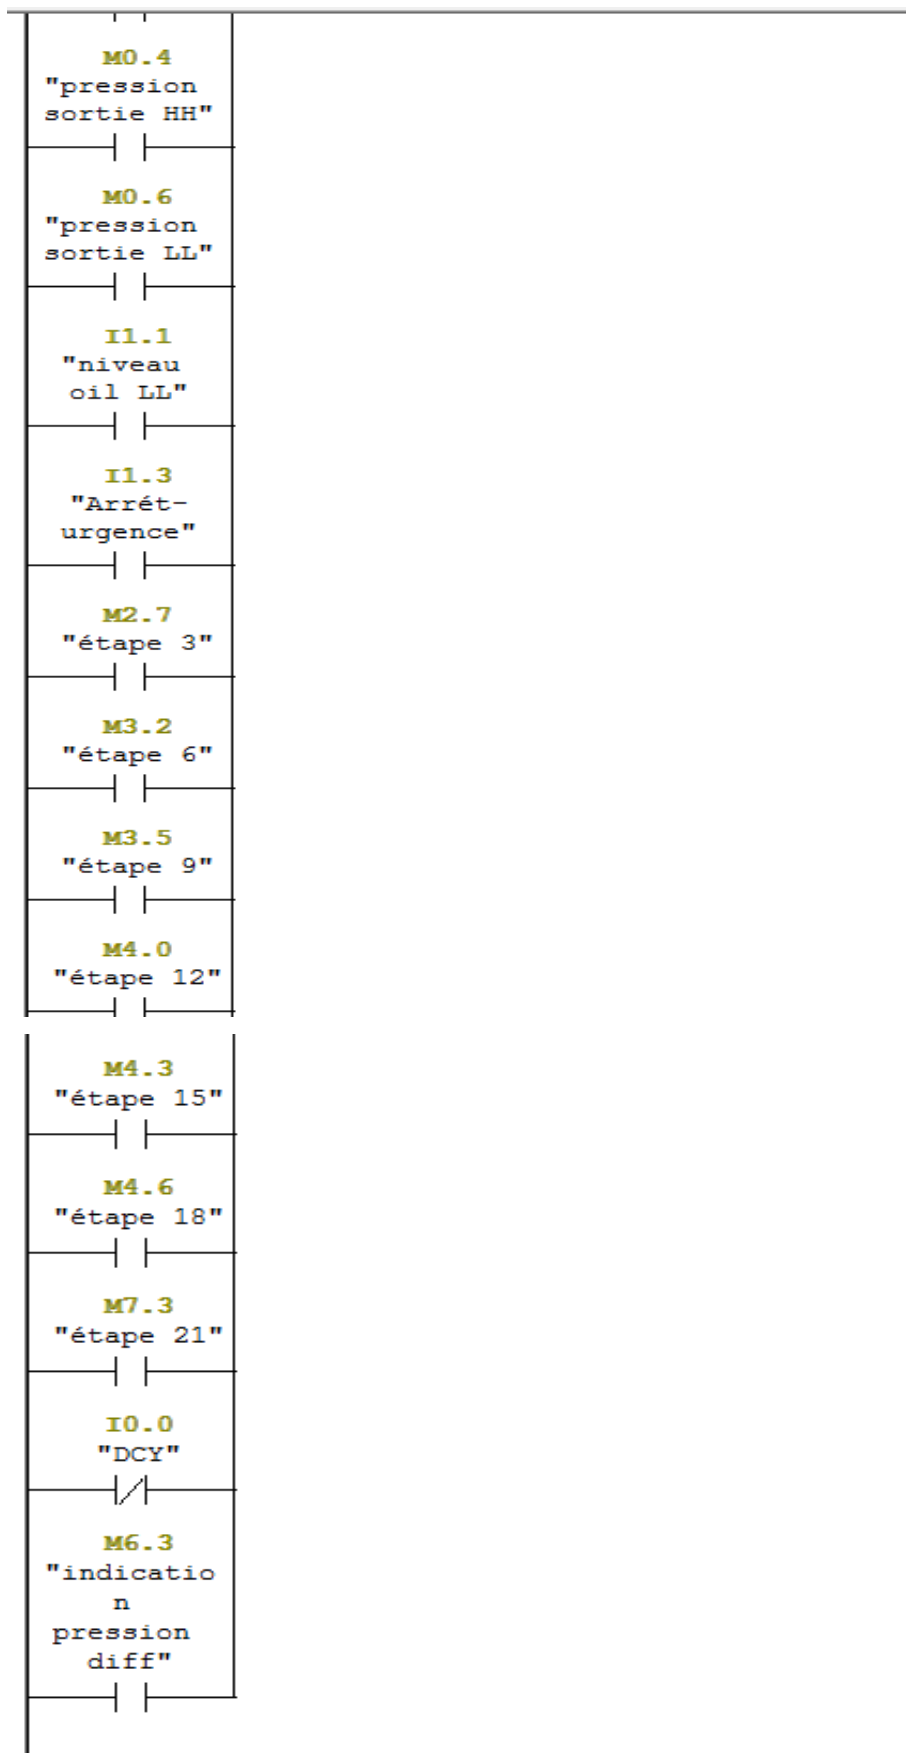 M0.4
"pression
sortie HH"
M0.6
"pression
sortie LL"
I1.1
"niveau
oil LL"
I1.3
"Arrét-
urgence"
M2.7
"étape 3"
M3.2
"étape 6"
M3.5
"étape 9"
M4.0
"étape 12"
M4.3
"étape 15"
M4.6
"étape 18"
M7.3
"étape 21"
I0.0
"DCY"
M6.3
"indicatio
n
pression
diff"